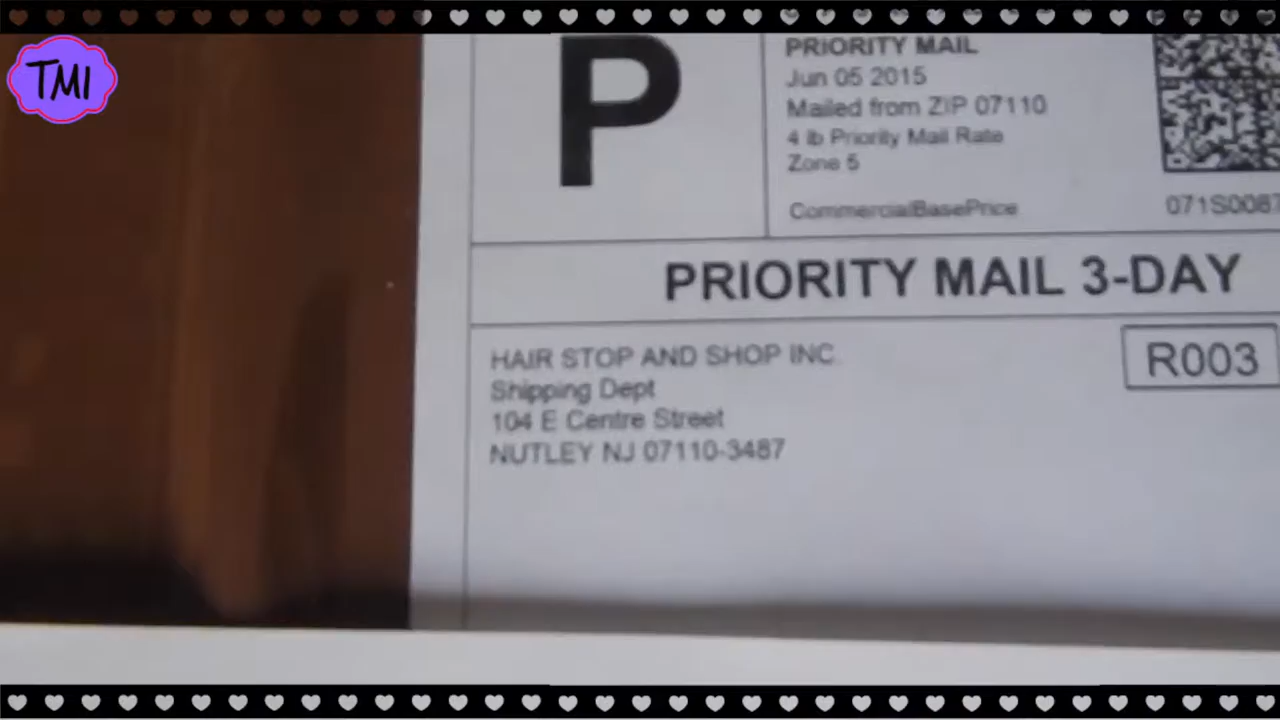 TMI
P
PRIORITY MAIL
Jun 05 2015
Mailed from ZIP 07110
4 lb Priority Mail Rate
Zone 5
CommercialBasePrice
071S0087
PRIORITY MAIL 3-DAY
HAIR STOP AND SHOP INC.
R003
Shipping Dept
104 E Centre Street
NUTLEY NJ 07110-3487